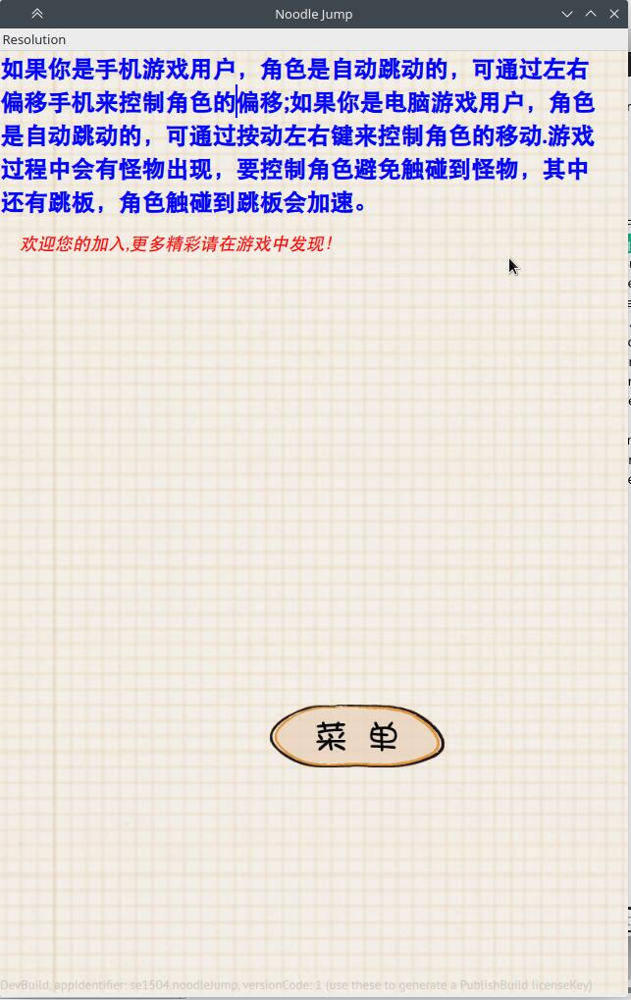 Noodle Jump
Resolution
如果你是手机游戏用户，角色是自动跳动的，可通过左右
偏移手机来控制角色的偏移;如果你是电脑游戏用户，角色
是自动跳动的，可通过按动左右键来控制角色的移动.游戏
过程中会有怪物出现，要控制角色避免触碰到怪物，其中
还有跳板，角色触碰到跳板会加速。
欢迎您的加入,更多精彩请在游戏中发现！
菜 单
DevBuild, appIdentifier: se1504.noodleJump, versionCode: 1 (use these to generate a PublishBuild licenseKey)